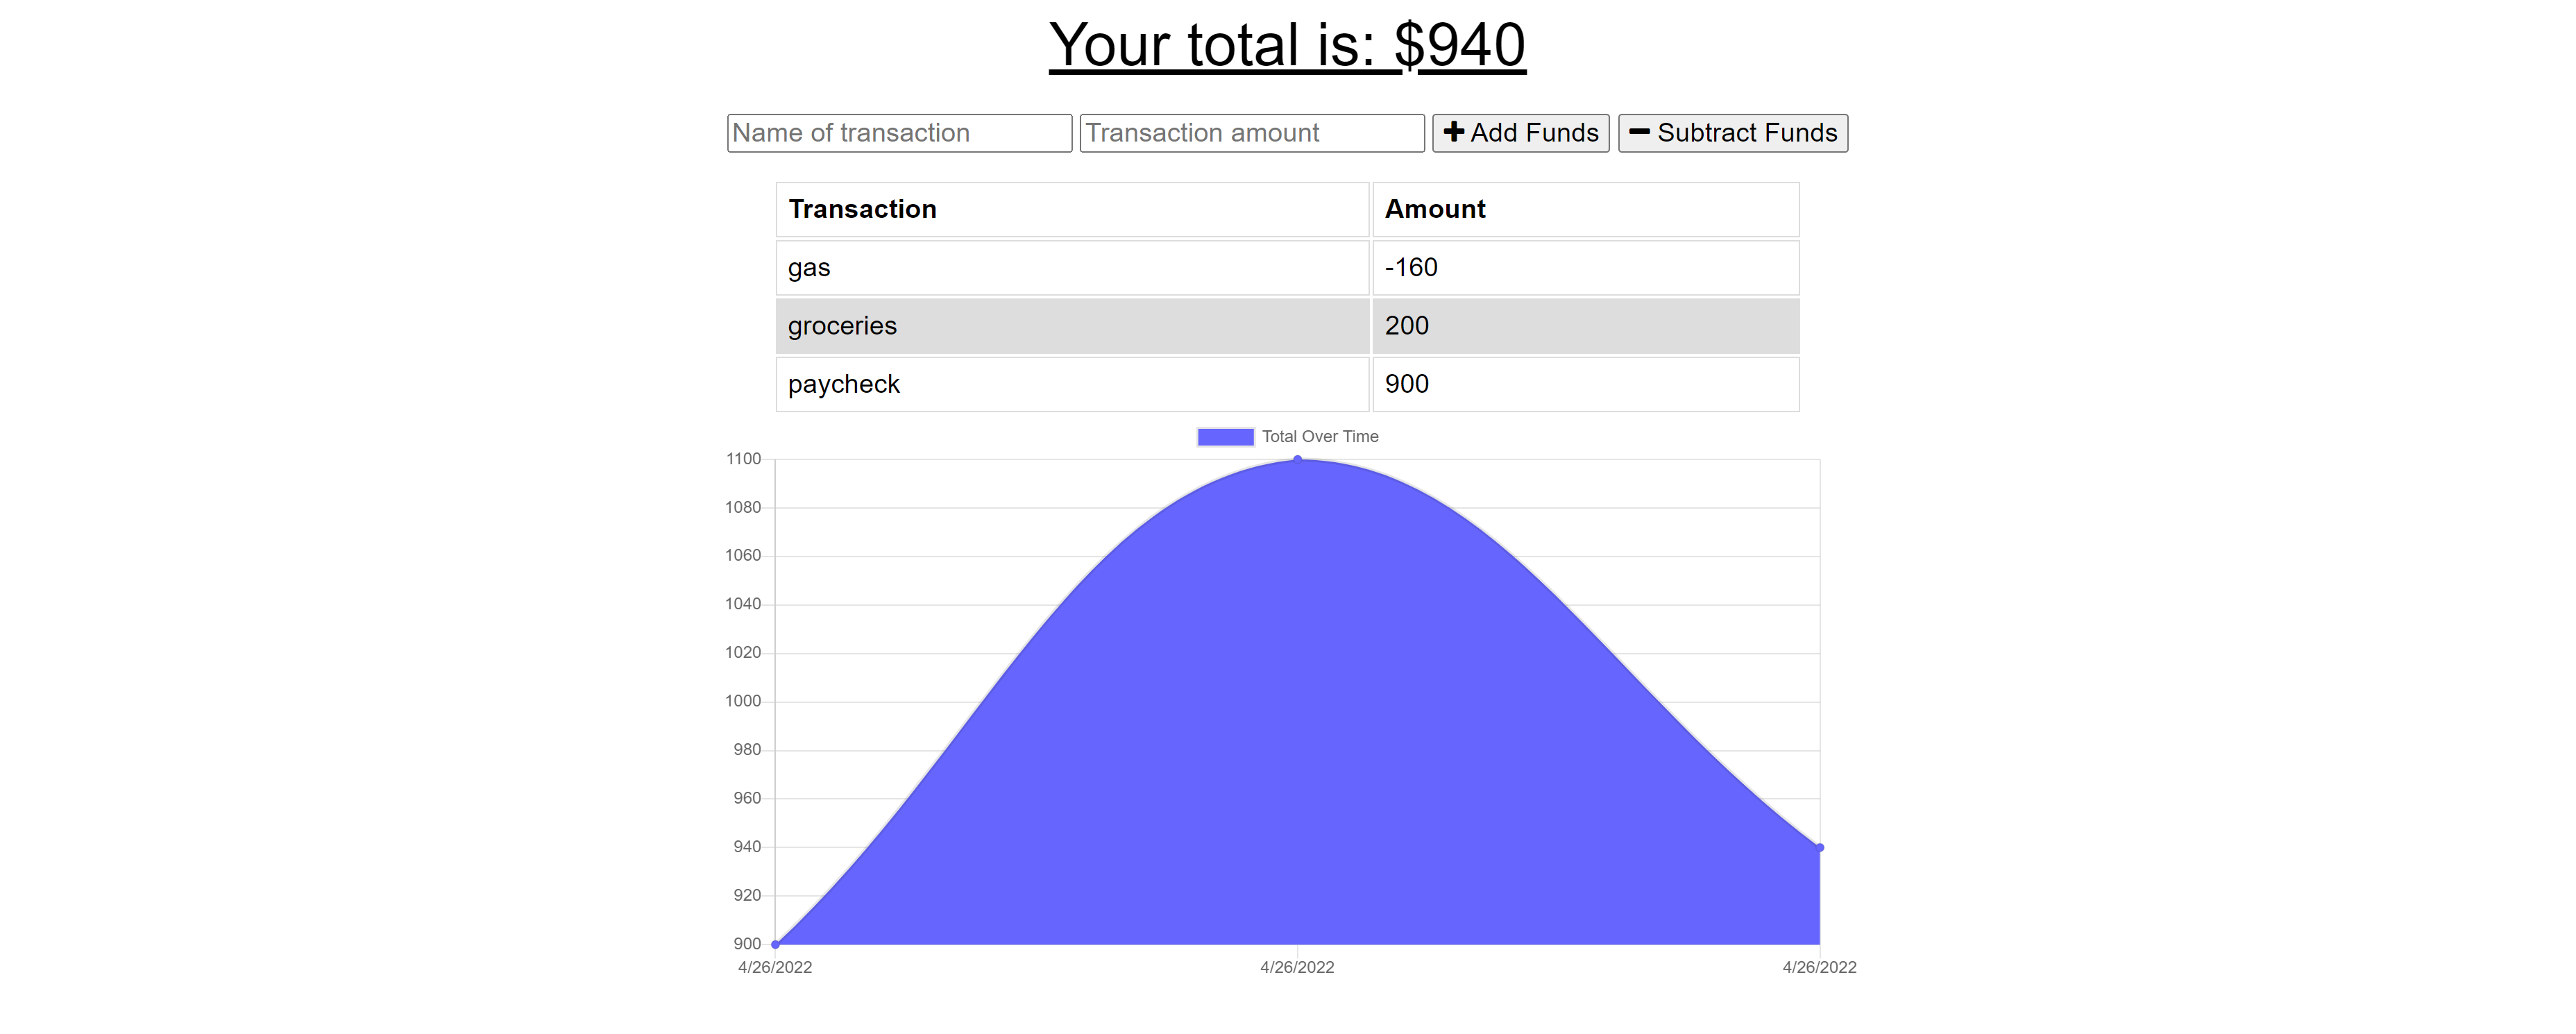 Your total is: $940
Name of transaction Transaction amount Add Funds Subtract Funds
Transaction Amount
gas -160
groceries 200
paycheck 900
Total Over Time
1100
1080
1060
1040
1020
1000
980
960
940
920
900
4/26/2022 4/26/2022 4/26/2022